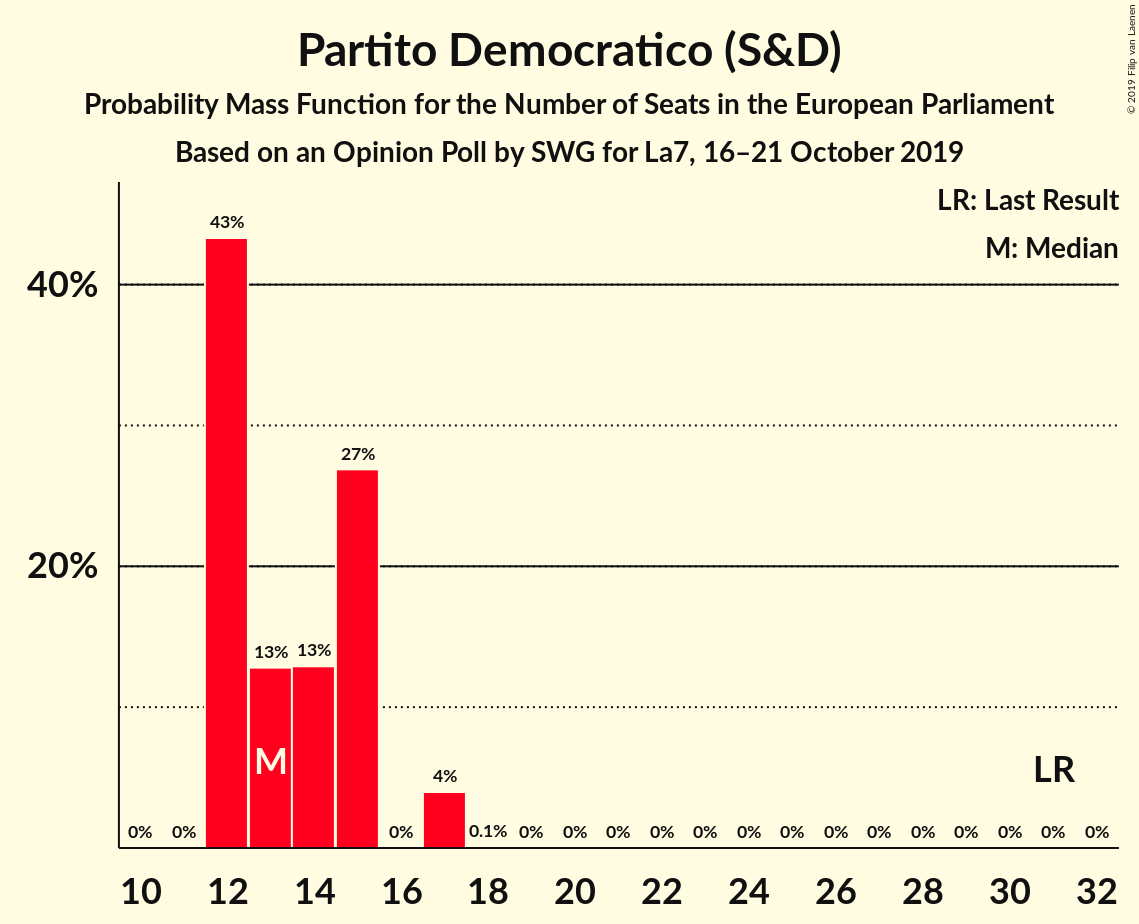 Partito Democratico (S&D)
Probability Mass Function for the Number of Seats in the European Parliament
Based on an Opinion Poll by SWG for La7, 16–21 October 2019
© 2019 Filip van Laenen
LR: Last Result
M: Median
43%
40%
27%
20%
13% 13%
M
LR
4%
0% 0% 0% 0.1% 0% 0% 0% 0% 0% 0% 0% 0% 0% 0% 0% 0% 0% 0%
10 12 14 16 18 20 22 24 26 28 30 32